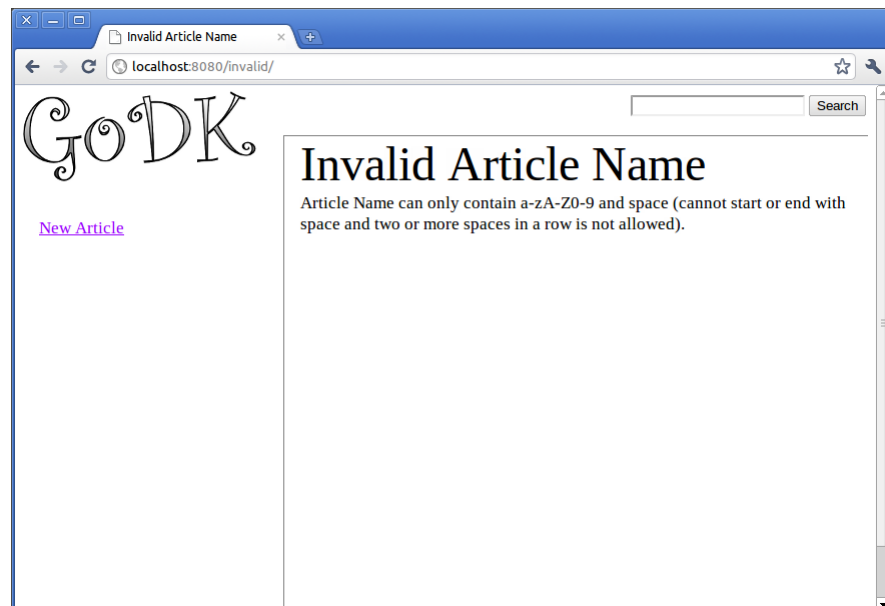 Invalid Article Name
localhost:8080/invalid/
GoDK
Search
New Article
Invalid Article Name
Article Name can only contain a-zA-Z0-9 and space (cannot start or end with
space and two or more spaces in a row is not allowed).